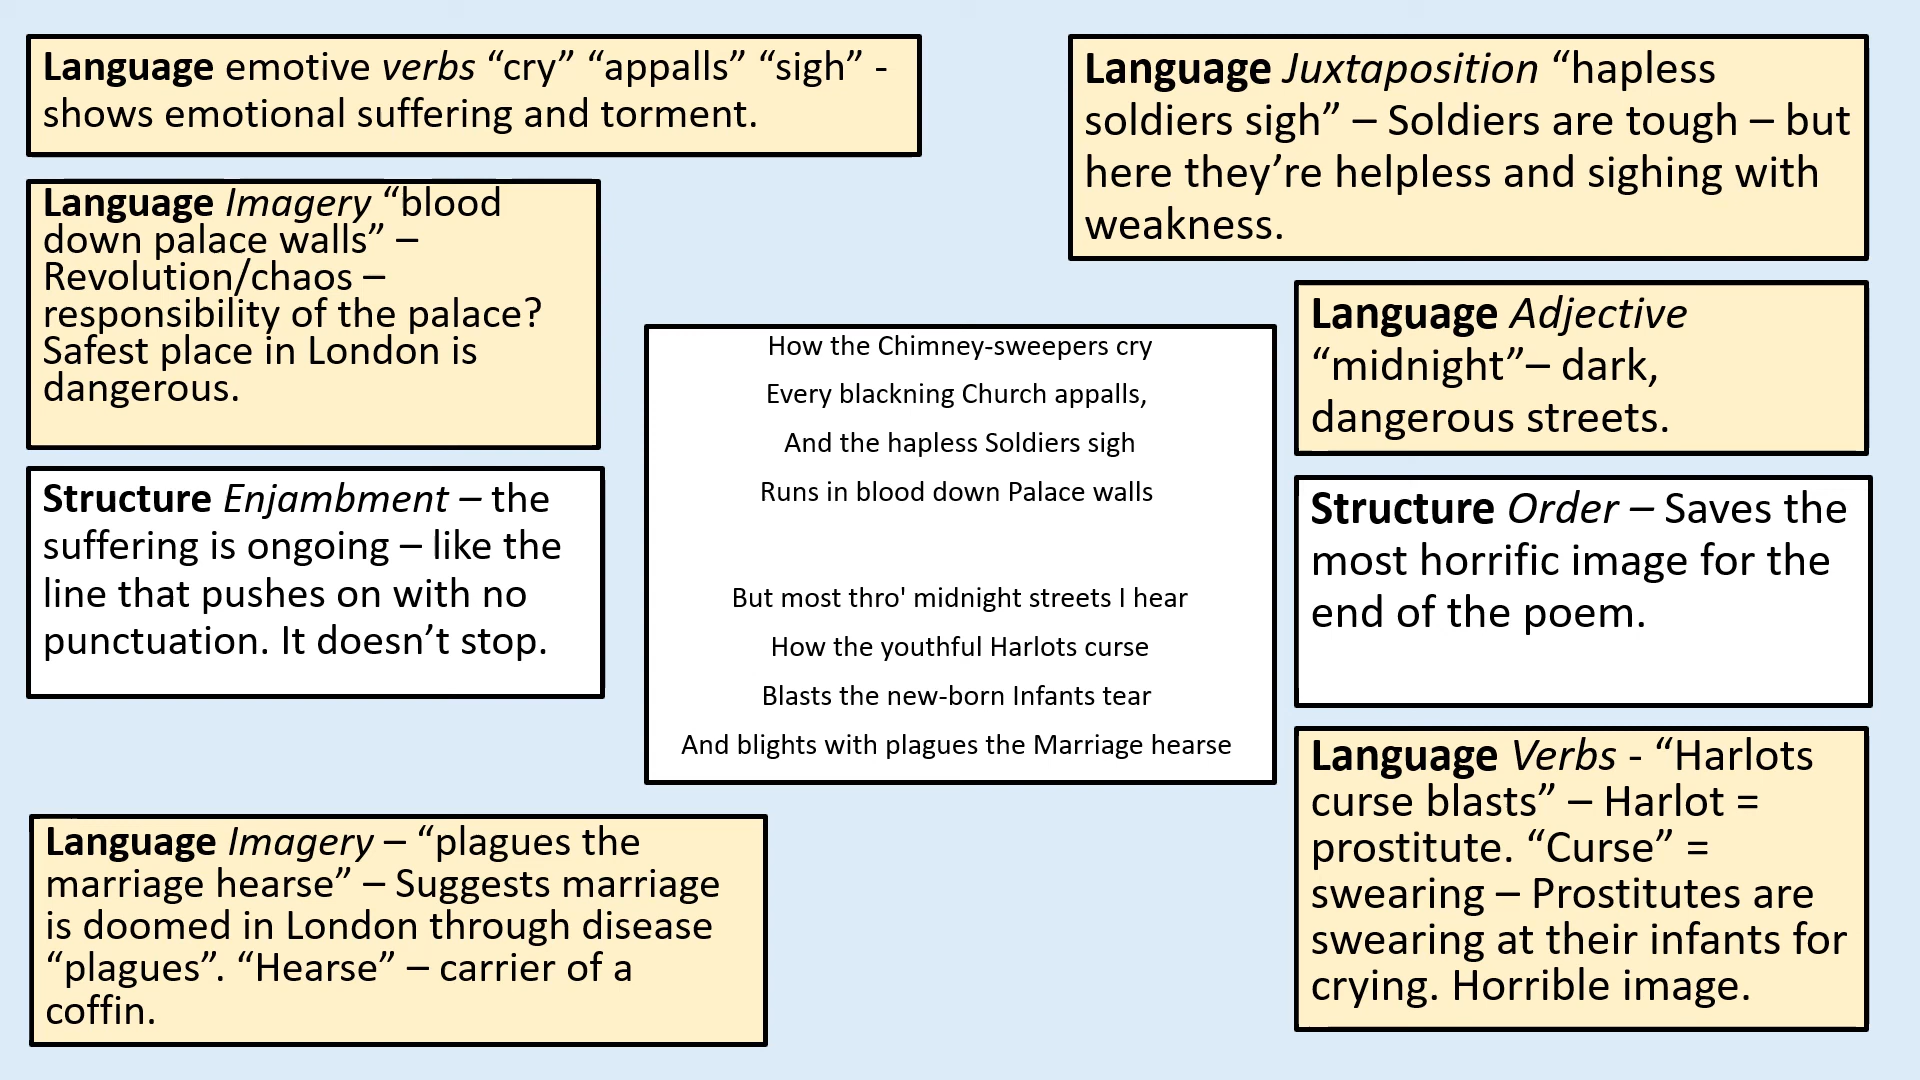 Language emotive verbs “cry” “appalls” “sigh” -
shows emotional suffering and torment.
Language Imagery “blood
down palace walls” –
Revolution/chaos –
responsibility of the palace?
Safest place in London is
dangerous.
Structure Enjambment – the
suffering is ongoing – like the
line that pushes on with no
punctuation. It doesn’t stop.
Language Imagery – “plagues the
marriage hearse” – Suggests marriage
is doomed in London through disease
“plagues”. “Hearse” – carrier of a
coffin.
How the Chimney-sweepers cry
Every blackning Church appalls,
And the hapless Soldiers sigh
Runs in blood down Palace walls
But most thro' midnight streets I hear
How the youthful Harlots curse
Blasts the new-born Infants tear
And blights with plagues the Marriage hearse
Language Juxtaposition “hapless
soldiers sigh” – Soldiers are tough – but
here they’re helpless and sighing with
weakness.
Language Adjective
“midnight”– dark,
dangerous streets.
Structure Order – Saves the
most horrific image for the
end of the poem.
Language Verbs - “Harlots
curse blasts” – Harlot =
prostitute. “Curse” =
swearing – Prostitutes are
swearing at their infants for
crying. Horrible image.